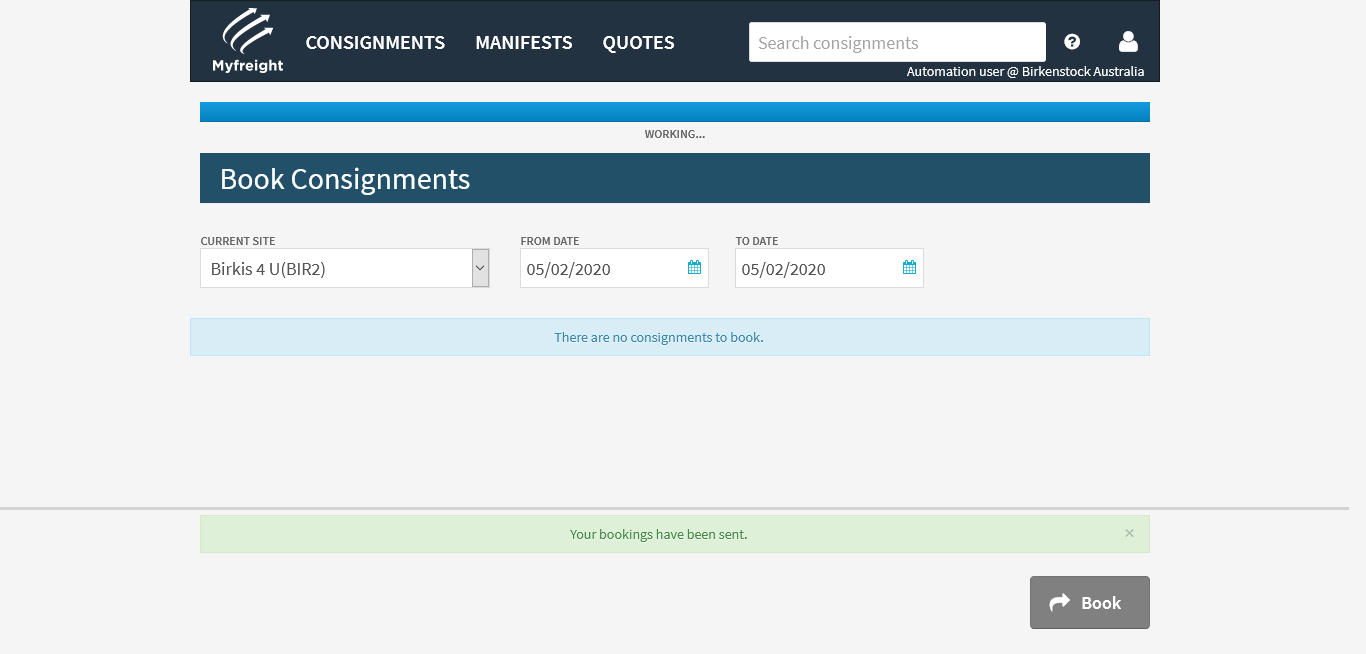 Myfreight
CONSIGNMENTS MANIFESTS QUOTES
Search consignments
Automation user @ Birkenstock Australia
WORKING...
Book Consignments
CURRENT SITE FROM DATE TO DATE
Birkis 4 U(BIR2) 05/02/2020 05/02/2020
There are no consignments to book.
Your bookings have been sent. ×
Book